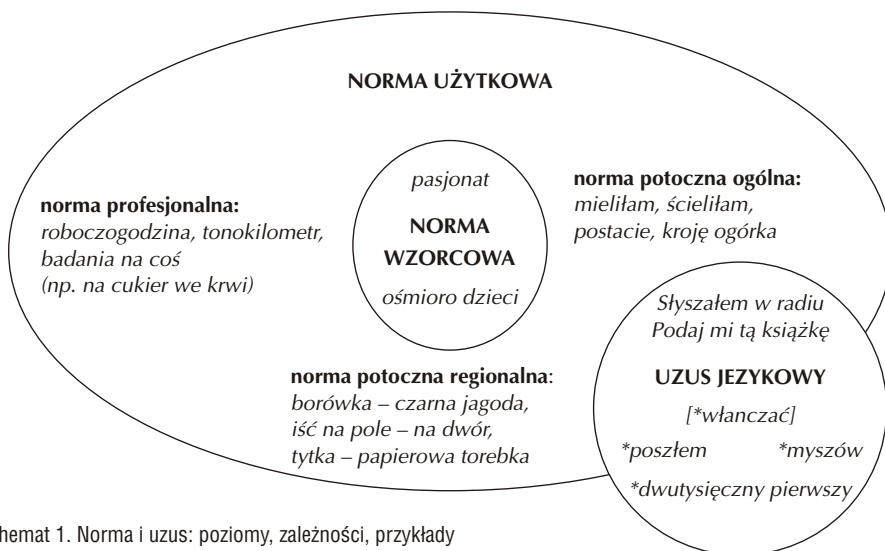 NORMA UŻYTKOWA
pasjonat
NORMA
WZORCOWA
ośmioro dzieci
norma profesjonalna:
roboczogodzina, tonokilometr,
badania na coś
(np. na cukier we krwi)
norma potoczna ogólna:
mieliłam, ścieliłam,
postacie, kroję ogórka
norma potoczna regionalna:
borówka – czarna jagoda,
iść na pole – na dwór,
tytka – papierowa torebka
Słyszałem w radiu
Podaj mi tą książkę
UZUS JEZYKOWY
[*włanczać]
*poszłem *myszów
*dwutysięczny pierwszy
hemat 1. Norma i uzus: poziomy, zależności, przykłady